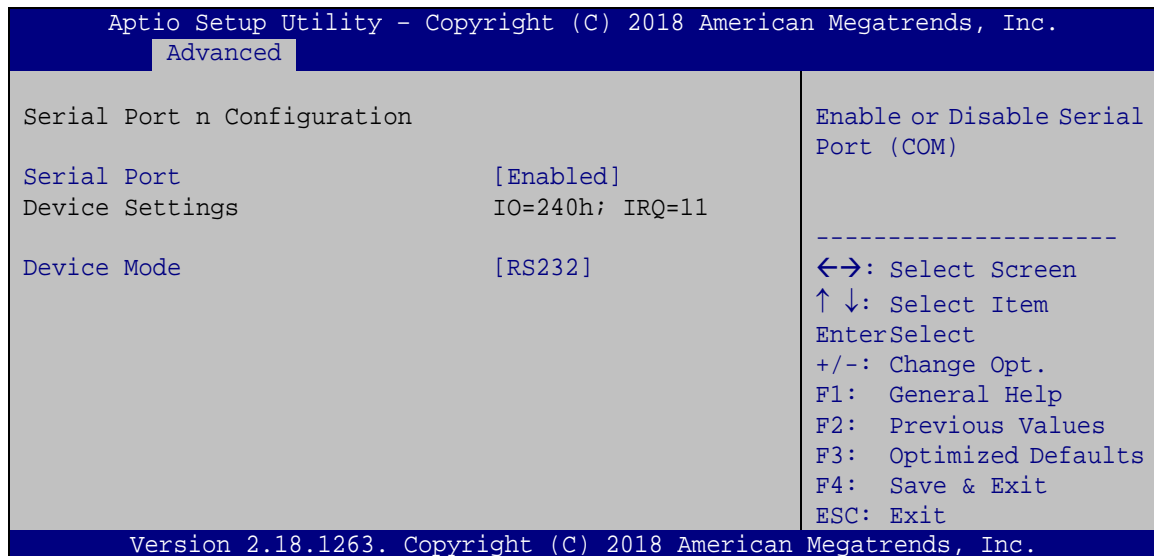 Aptio Setup Utility – Copyright (C) 2018 American Megatrends, Inc.
Advanced
Serial Port n Configuration
Serial Port [Enabled]
Device Settings IO=240h; IRQ=11
Device Mode [RS232]
Enable or Disable Serial
Port (COM)
---------------------
←→: Select Screen
↑ ↓: Select Item
EnterSelect
+/-: Change Opt.
F1: General Help
F2: Previous Values
F3: Optimized Defaults
F4: Save & Exit
ESC: Exit
Version 2.18.1263. Copyright (C) 2018 American Megatrends, Inc.